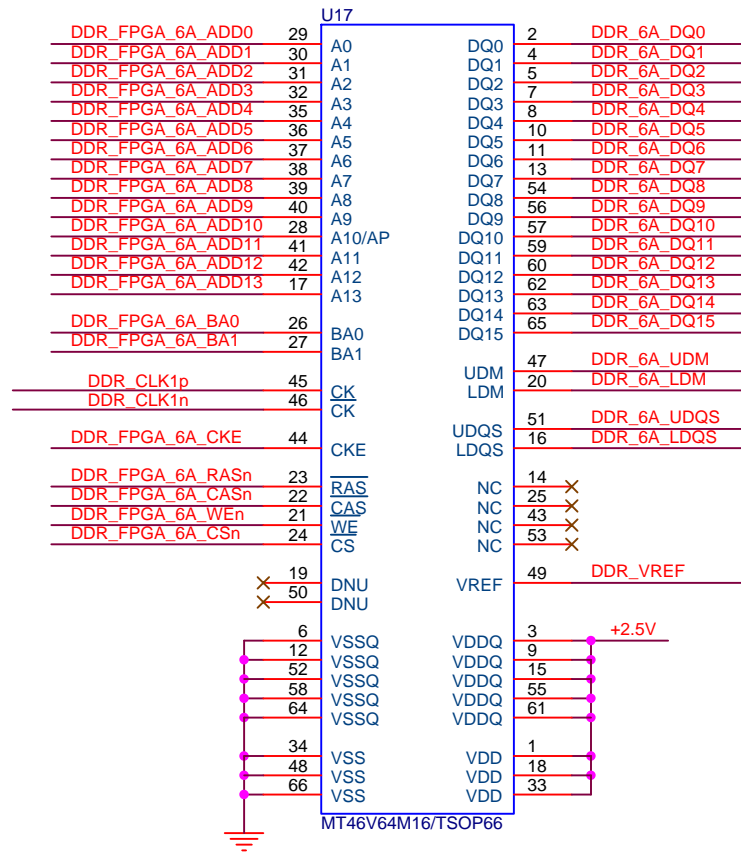 U17
DDR_FPGA_6A_ADD0 29 A0 DQ0 2 DDR_6A_DQ0
DDR_FPGA_6A_ADD1 30 A1 DQ1 4 DDR_6A_DQ1
DDR_FPGA_6A_ADD2 31 A2 DQ2 5 DDR_6A_DQ2
DDR_FPGA_6A_ADD3 32 A3 DQ3 7 DDR_6A_DQ3
DDR_FPGA_6A_ADD4 35 A4 DQ4 8 DDR_6A_DQ4
DDR_FPGA_6A_ADD5 36 A5 DQ5 10 DDR_6A_DQ5
DDR_FPGA_6A_ADD6 37 A6 DQ6 11 DDR_6A_DQ6
DDR_FPGA_6A_ADD7 38 A7 DQ7 13 DDR_6A_DQ7
DDR_FPGA_6A_ADD8 39 A8 DQ8 54 DDR_6A_DQ8
DDR_FPGA_6A_ADD9 40 A9 DQ9 56 DDR_6A_DQ9
DDR_FPGA_6A_ADD10 28 A10/AP DQ10 57 DDR_6A_DQ10
DDR_FPGA_6A_ADD11 41 A11 DQ11 59 DDR_6A_DQ11
DDR_FPGA_6A_ADD12 42 A12 DQ12 60 DDR_6A_DQ12
DDR_FPGA_6A_ADD13 17 A13 DQ13 62 DDR_6A_DQ13
DQ14 63 DDR_6A_DQ14
DDR_FPGA_6A_BA0 26 BA0 DQ15 65 DDR_6A_DQ15
DDR_FPGA_6A_BA1 27 BA1
UDM 47 DDR_6A_UDM
DDR_CLK1p 45 CK LDM 20 DDR_6A_LDM
DDR_CLK1n 46 CK
UDQS 51 DDR_6A_UDQS
DDR_FPGA_6A_CKE 44 CKE LDQS 16 DDR_6A_LDQS
DDR_FPGA_6A_RASn 23 RAS NC 14
DDR_FPGA_6A_CASn 22 CAS NC 25
DDR_FPGA_6A_WEn 21 WE NC 43
DDR_FPGA_6A_CSn 24 CS NC 53
19 DNU VREF 49 DDR_VREF
50 DNU
6 VSSQ VDDQ 3 +2.5V
12 VSSQ VDDQ 9
52 VSSQ VDDQ 15
58 VSSQ VDDQ 55
64 VSSQ VDDQ 61
34 VSS VDD 1
48 VSS VDD 18
66 VSS VDD 33
MT46V64M16/TSOP66